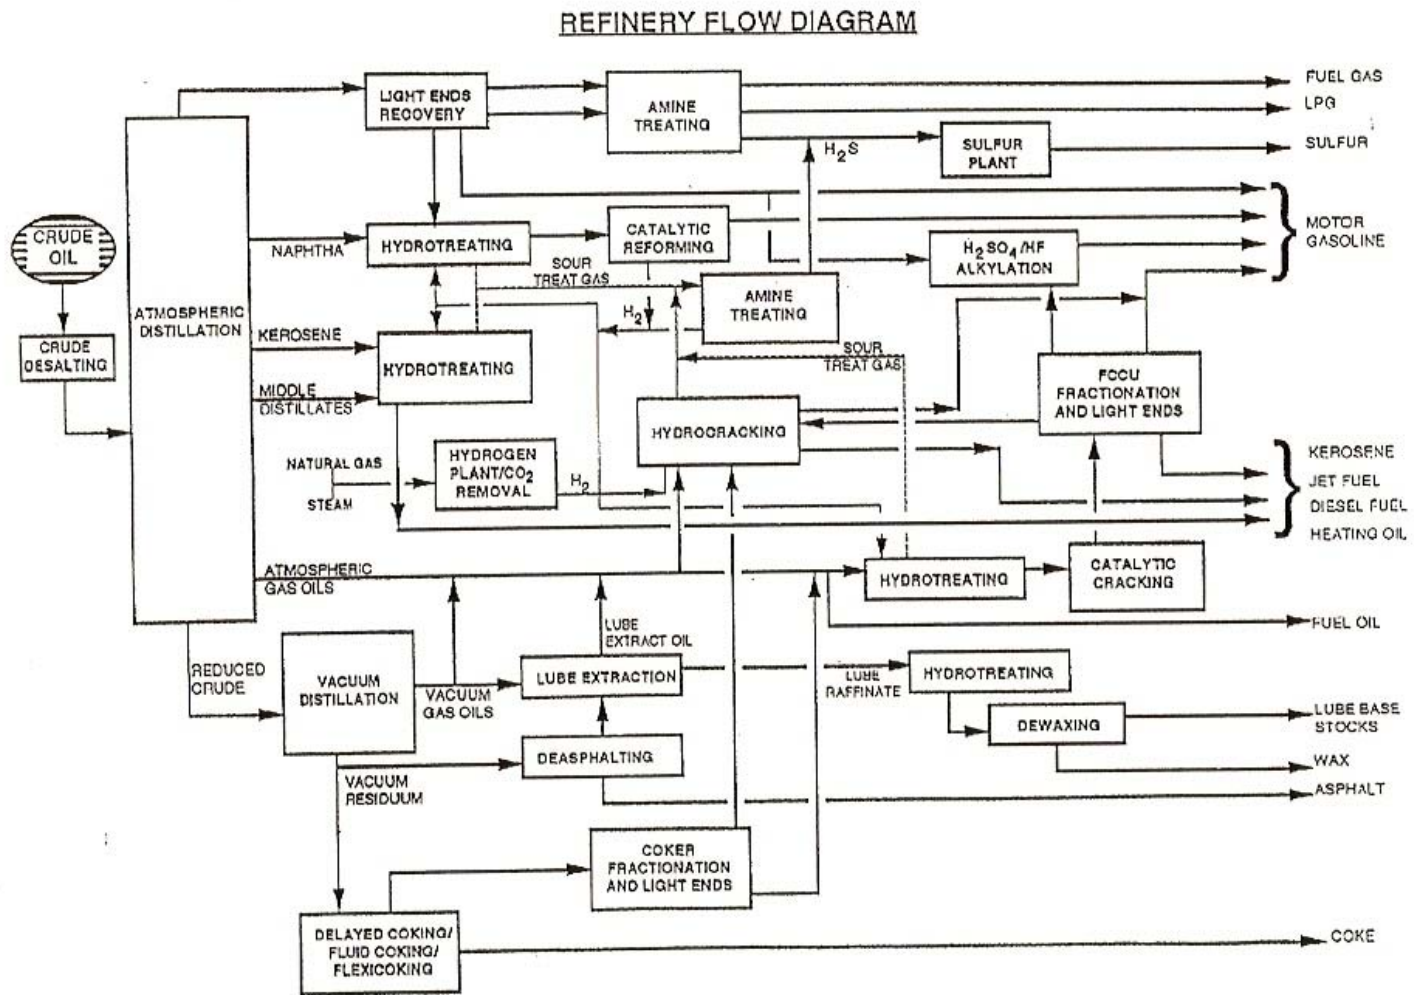 REFINERY FLOW DIAGRAM
FUEL GAS
LIGHT ENDS
RECOVERY
AMINE
TREATING
LPG
H2S
SULFUR
PLANT
SULFUR
CRUDE
OIL
NAPHTHA
HYDROTREATING
CATALYTIC
REFORMING
H2SO4/HF
ALKYLATION
MOTOR
GASOLINE
SOUR
TREAT GAS
ATMOSPHERIC
DISTILLATION
H2
AMINE
TREATING
CRUDE
DESALTING
KEROSENE
HYDROTREATING
SOUR
TREAT GAS
MIDDLE
DISTILLATES
FCCU
FRACTIONATION
AND LIGHT ENDS
HYDROCRACKING
NATURAL GAS
STEAM
HYDROGEN
PLANT/CO2
REMOVAL
H2
KEROSENE
JET FUEL
DIESEL FUEL
HEATING OIL
ATMOSPHERIC
GAS OILS
HYDROTREATING
CATALYTIC
CRACKING
FUEL OIL
LUBE
EXTRACT OIL
REDUCED
CRUDE
VACUUM
DISTILLATION
VACUUM
GAS OILS
LUBE EXTRACTION
LUBE
RAFFINATE
HYDROTREATING
DEWAXING
LUBE BASE
STOCKS
WAX
DEASPHALTING
VACUUM
RESIDUUM
ASPHALT
COKER
FRACTIONATION
AND LIGHT ENDS
DELAYED COKING/
FLUID COKING/
FLEXICOKING
COKE